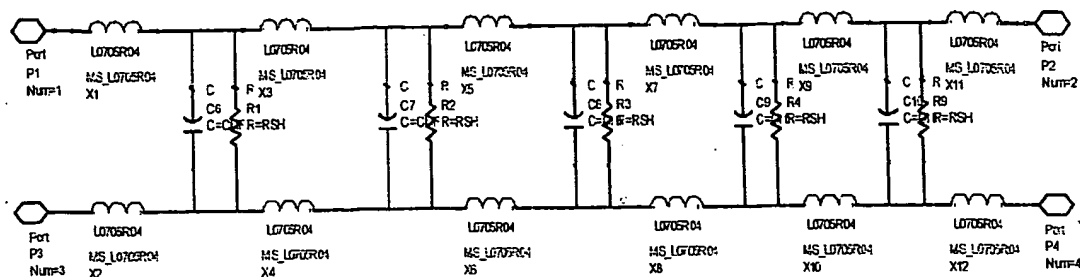 L0705R04 L0705R04 L0705R04 L0705R04 L0705R04 L0705R04
Port
P1
Num=1
MS_L0705R04
X1
MS_L0705R04
X3
MS_L0705R04
X5
MS_L0705R04
X7
MS_L0705R04
X9
MS_L0705R04
X11
Port
P2
Num=2
C R C R C R C R C R
C6 R1 C7 R2 R3 C9 R4 R9
R=RSH R=RSH R=RSH R=RSH R=RSH
L0705R04 L0705R04 L0705R04 L0705R04 L0705R04 L0705R04
Port
P3
Num=3
MS_L0705R04
X2
MS_L0705R04
X4
MS_L0705R04
X6
MS_L0705R04
X8
MS_L0705R04
X10
MS_L0705R04
X12
Port
P4
Num=4